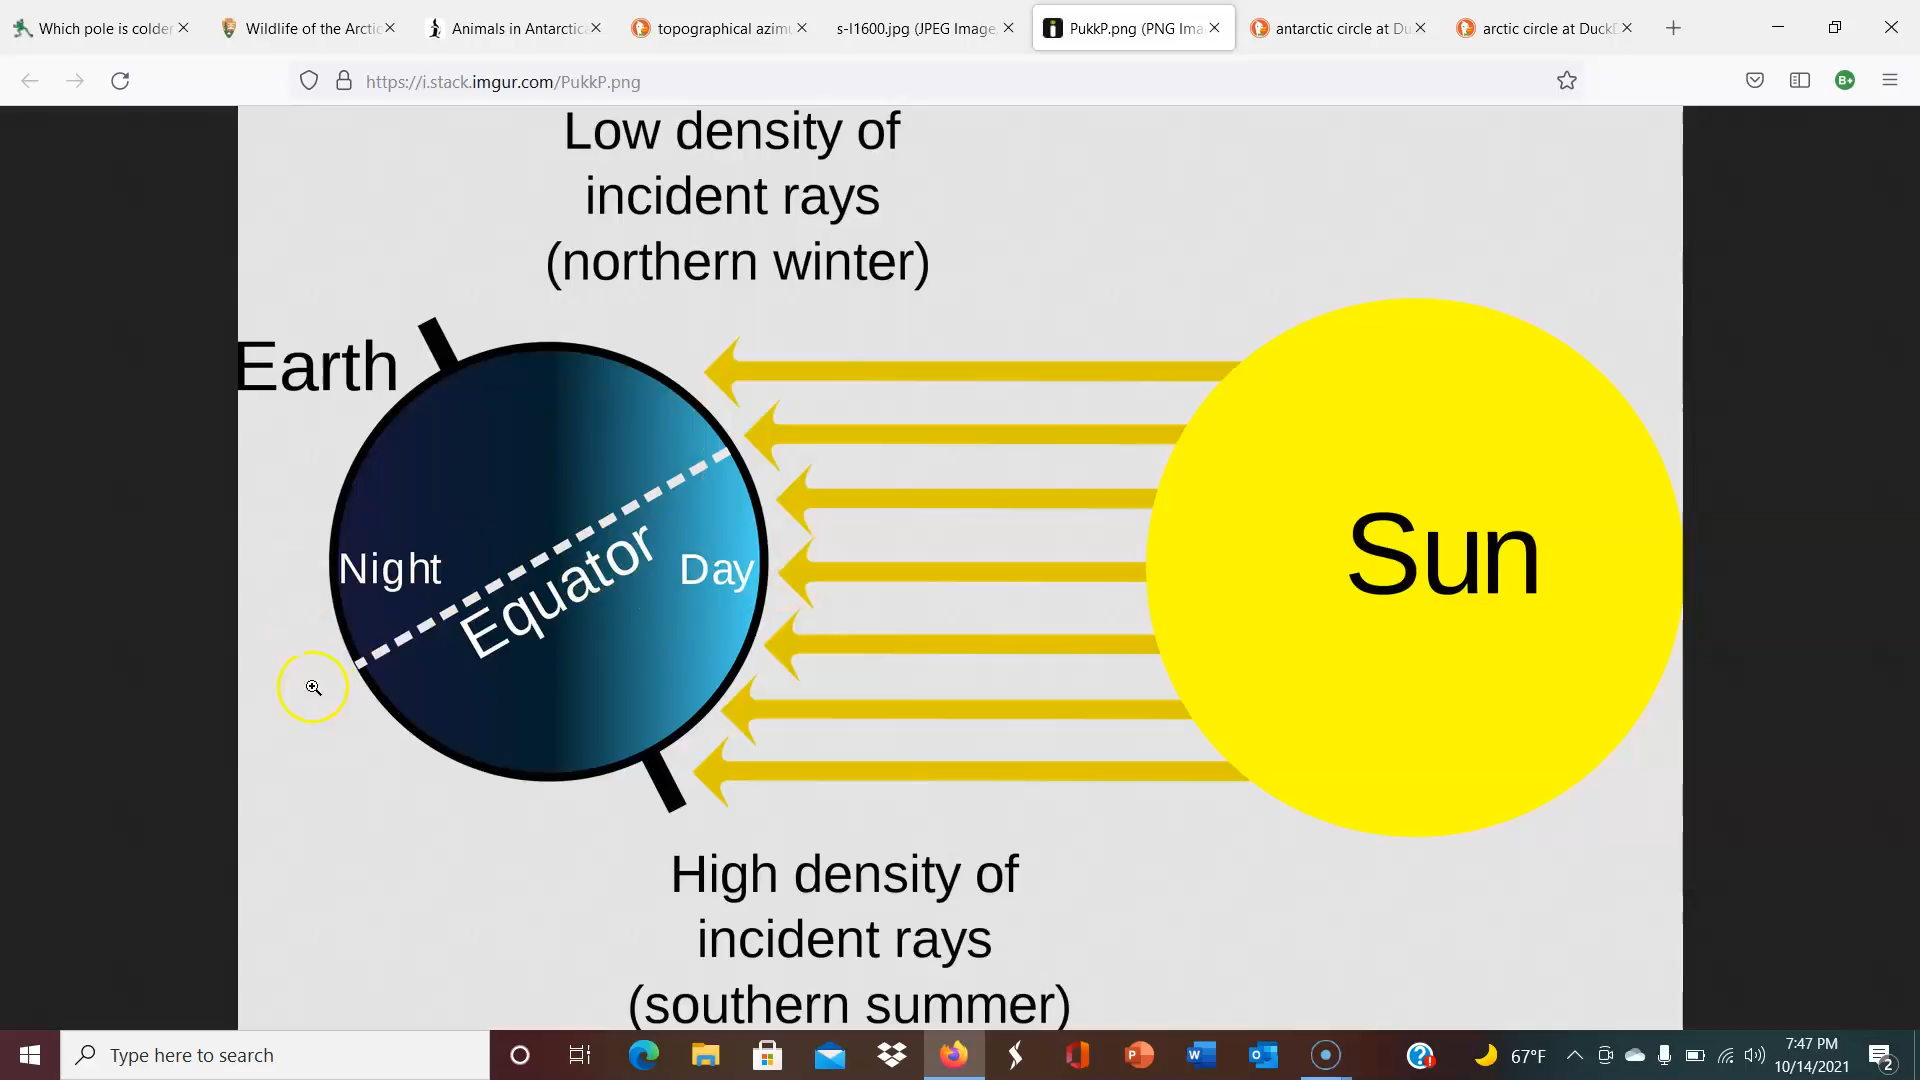 Which pole is colder
Wildlife of the Arctic
Animals in Antarctica
topographical azimu
s-l1600.jpg (JPEG Image,
PukkP.png (PNG Ima
antarctic circle at Du
arctic circle at DuckD
https://i.stack.imgur.com/PukkP.png
B+
Low density of
incident rays
(northern winter)
Earth
Night
Equator
Day
Sun
High density of
incident rays
(southern summer)
Type here to search
67°F
7:47 PM
10/14/2021
2